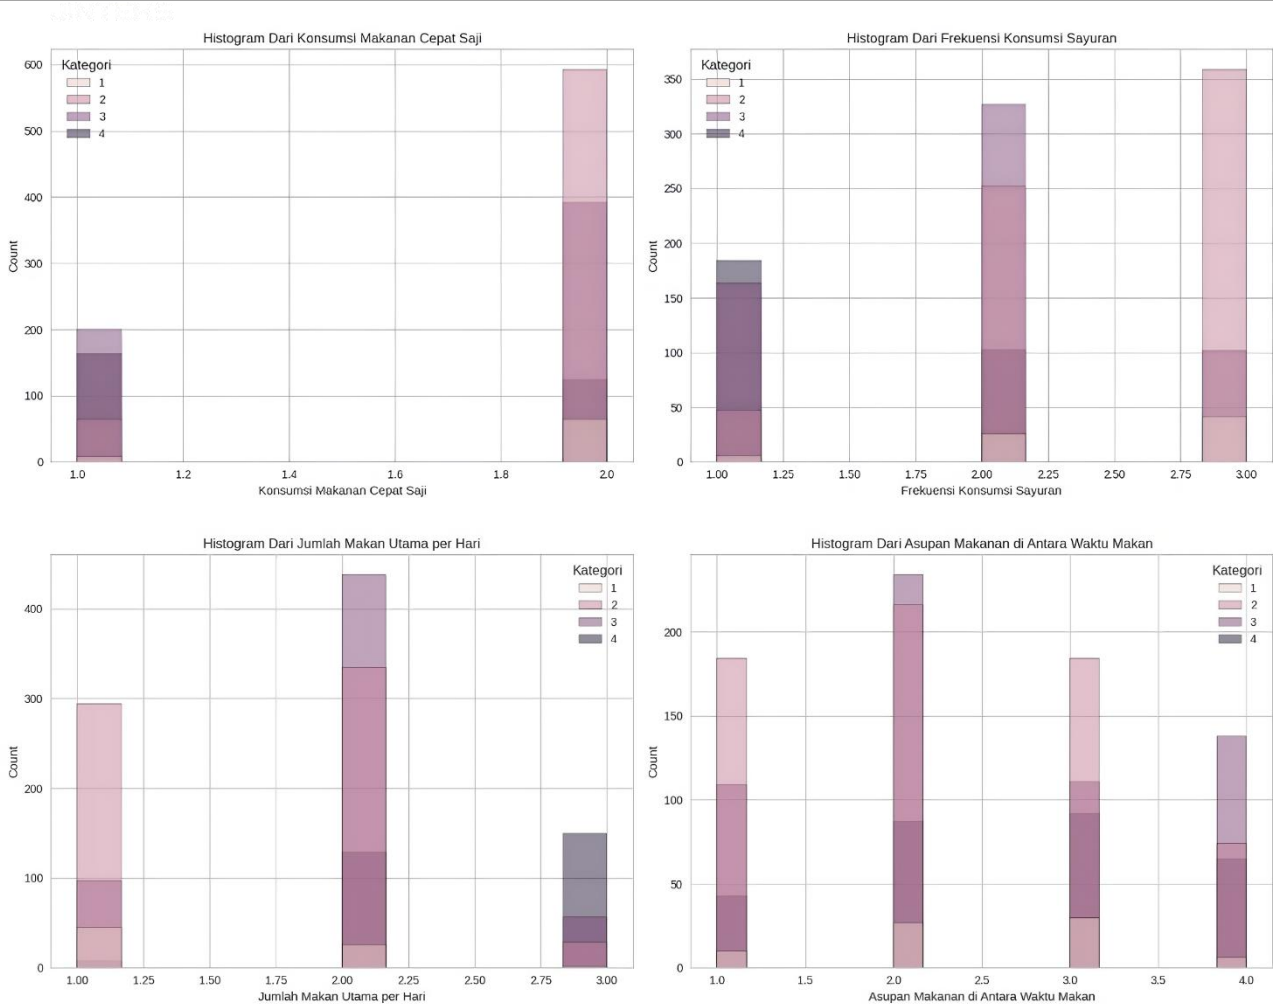 Histogram Dari Konsumsi Makanan Cepat Saji
Kategori
1
2
3
4
Count
600
500
400
300
200
100
0
1.0 1.2 1.4 1.6 1.8 2.0
Konsumsi Makanan Cepat Saji
Histogram Dari Frekuensi Konsumsi Sayuran
Kategori
1
2
3
4
Count
350
300
250
200
150
100
50
0
1.00 1.25 1.50 1.75 2.00 2.25 2.50 2.75 3.00
Frekuensi Konsumsi Sayuran
Histogram Dari Jumlah Makan Utama per Hari
Kategori
1
2
3
4
Count
400
300
200
100
0
1.00 1.25 1.50 1.75 2.00 2.25 2.50 2.75 3.00
Jumlah Makan Utama per Hari
Histogram Dari Asupan Makanan di Antara Waktu Makan
Kategori
1
2
3
4
Count
200
150
100
50
0
1.0 1.5 2.0 2.5 3.0 3.5 4.0
Asupan Makanan di Antara Waktu Makan